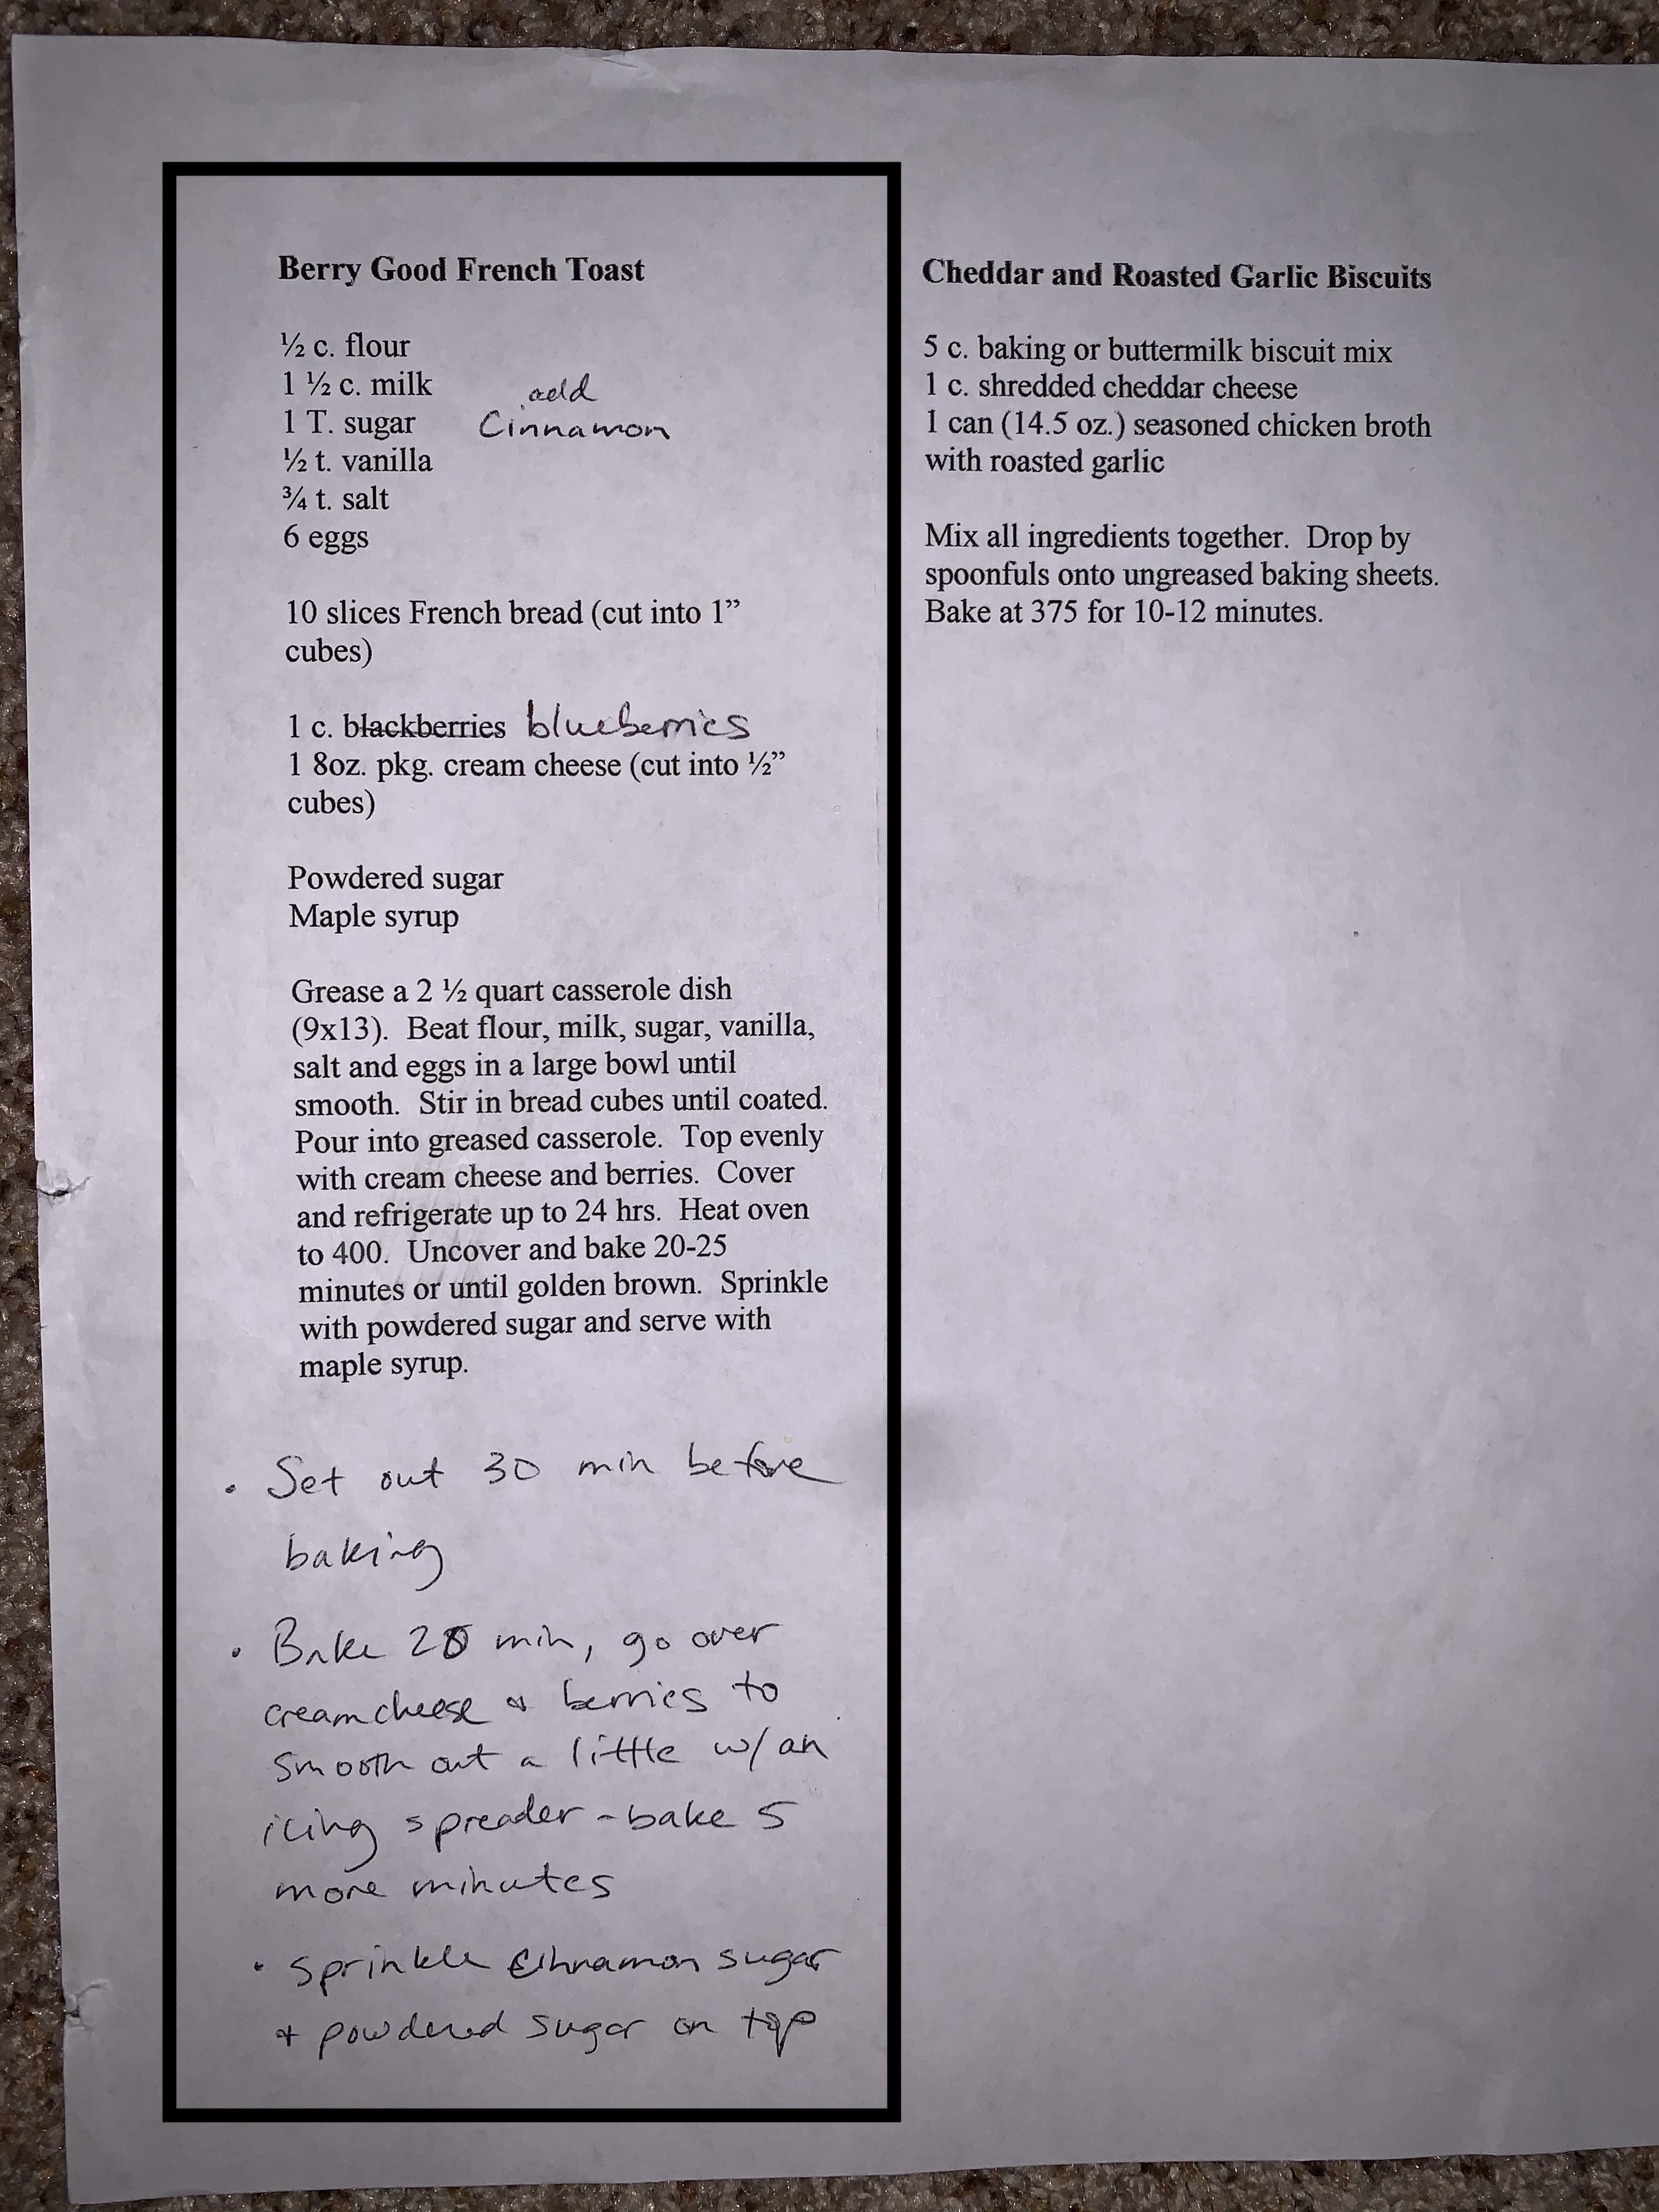 Berry Good French Toast
½ c. flour
1 ½ c. milk
add
1 T. sugar Cinnamon
½ t. vanilla
¾ t. salt
6 eggs
10 slices French bread (cut into 1”
cubes)
1 c. blackberries blueberries
1 8oz. pkg. cream cheese (cut into ½”
cubes)
Powdered sugar
Maple syrup
Grease a 2 ½ quart casserole dish
(9x13). Beat flour, milk, sugar, vanilla,
salt and eggs in a large bowl until
smooth. Stir in bread cubes until coated.
Pour into greased casserole. Top evenly
with cream cheese and berries. Cover
and refrigerate up to 24 hrs. Heat oven
to 400. Uncover and bake 20-25
minutes or until golden brown. Sprinkle
with powdered sugar and serve with
maple syrup.
• Set out 30 min before
baking
• Bake 20 min, go over
creamcheese & berries to
smooth out a little w/ an
icing spreader - bake 5
more minutes
• sprinkle cinnamon sugar
& powdered sugar on top
Cheddar and Roasted Garlic Biscuits
5 c. baking or buttermilk biscuit mix
1 c. shredded cheddar cheese
1 can (14.5 oz.) seasoned chicken broth
with roasted garlic
Mix all ingredients together. Drop by
spoonfuls onto ungreased baking sheets.
Bake at 375 for 10-12 minutes.